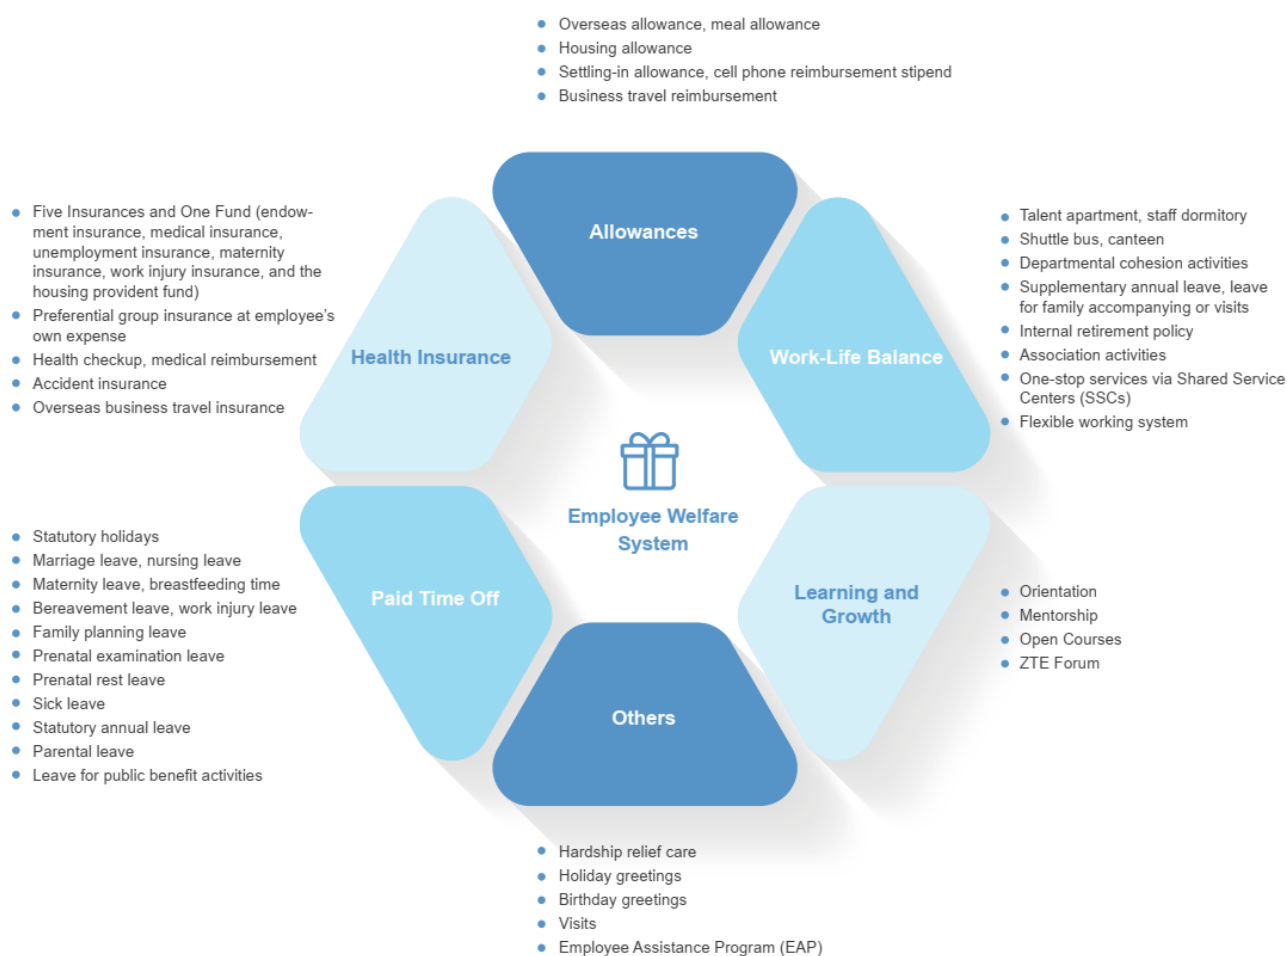 Overseas allowance, meal allowance
Housing allowance
Settling-in allowance, cell phone reimbursement stipend
Business travel reimbursement
Allowances
Five Insurances and One Fund (endow-
ment insurance, medical insurance,
unemployment insurance, maternity
insurance, work injury insurance, and the
housing provident fund)
Preferential group insurance at employee’s
own expense
Health checkup, medical reimbursement
Accident insurance
Overseas business travel insurance
Health Insurance
Work-Life Balance
Talent apartment, staff dormitory
Shuttle bus, canteen
Departmental cohesion activities
Supplementary annual leave, leave
for family accompanying or visits
Internal retirement policy
Association activities
One-stop services via Shared Service
Centers (SSCs)
Flexible working system
Employee Welfare
System
Statutory holidays
Marriage leave, nursing leave
Maternity leave, breastfeeding time
Bereavement leave, work injury leave
Family planning leave
Prenatal examination leave
Prenatal rest leave
Sick leave
Statutory annual leave
Parental leave
Leave for public benefit activities
Paid Time Off
Learning and
Growth
Orientation
Mentorship
Open Courses
ZTE Forum
Others
Hardship relief care
Holiday greetings
Birthday greetings
Visits
Employee Assistance Program (EAP)